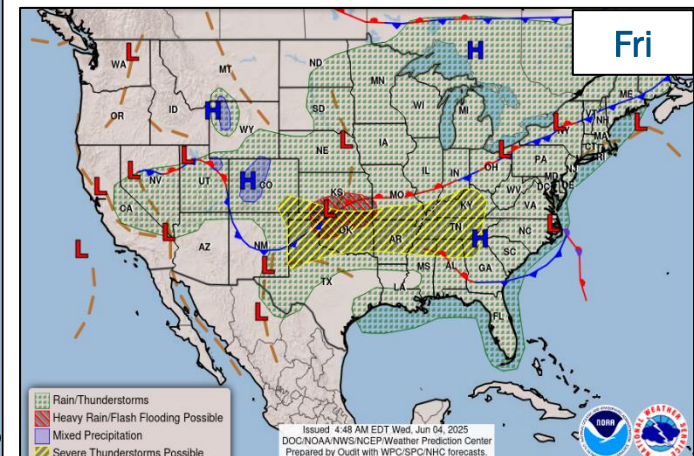 Fri
WA
MT
ND
MN
ME
OR
ID
WY
SD
WI
MI
VT
NH
MA
CT
RI
NE
IA
PA
NJ
NV
UT
CO
IL
IN
OH
MD
DE
DC
WV
VA
CA
KS
MO
KY
AZ
NM
OK
AR
TN
NC
SC
TX
LA
MS
AL
GA
FL
H
H
H
H
L
L
L
L
L
L
L
L
L
L
L
L
L
L
Rain/Thunderstorms
Heavy Rain/Flash Flooding Possible
Mixed Precipitation
Severe Thunderstorms Possible
Issued 4:48 AM EDT Wed, Jun 04, 2025
DOC/NOAA/NWS/NCEP/Weather Prediction Center
Prepared by Oudit with WPC/SPC/NHC forecasts.
NOAA